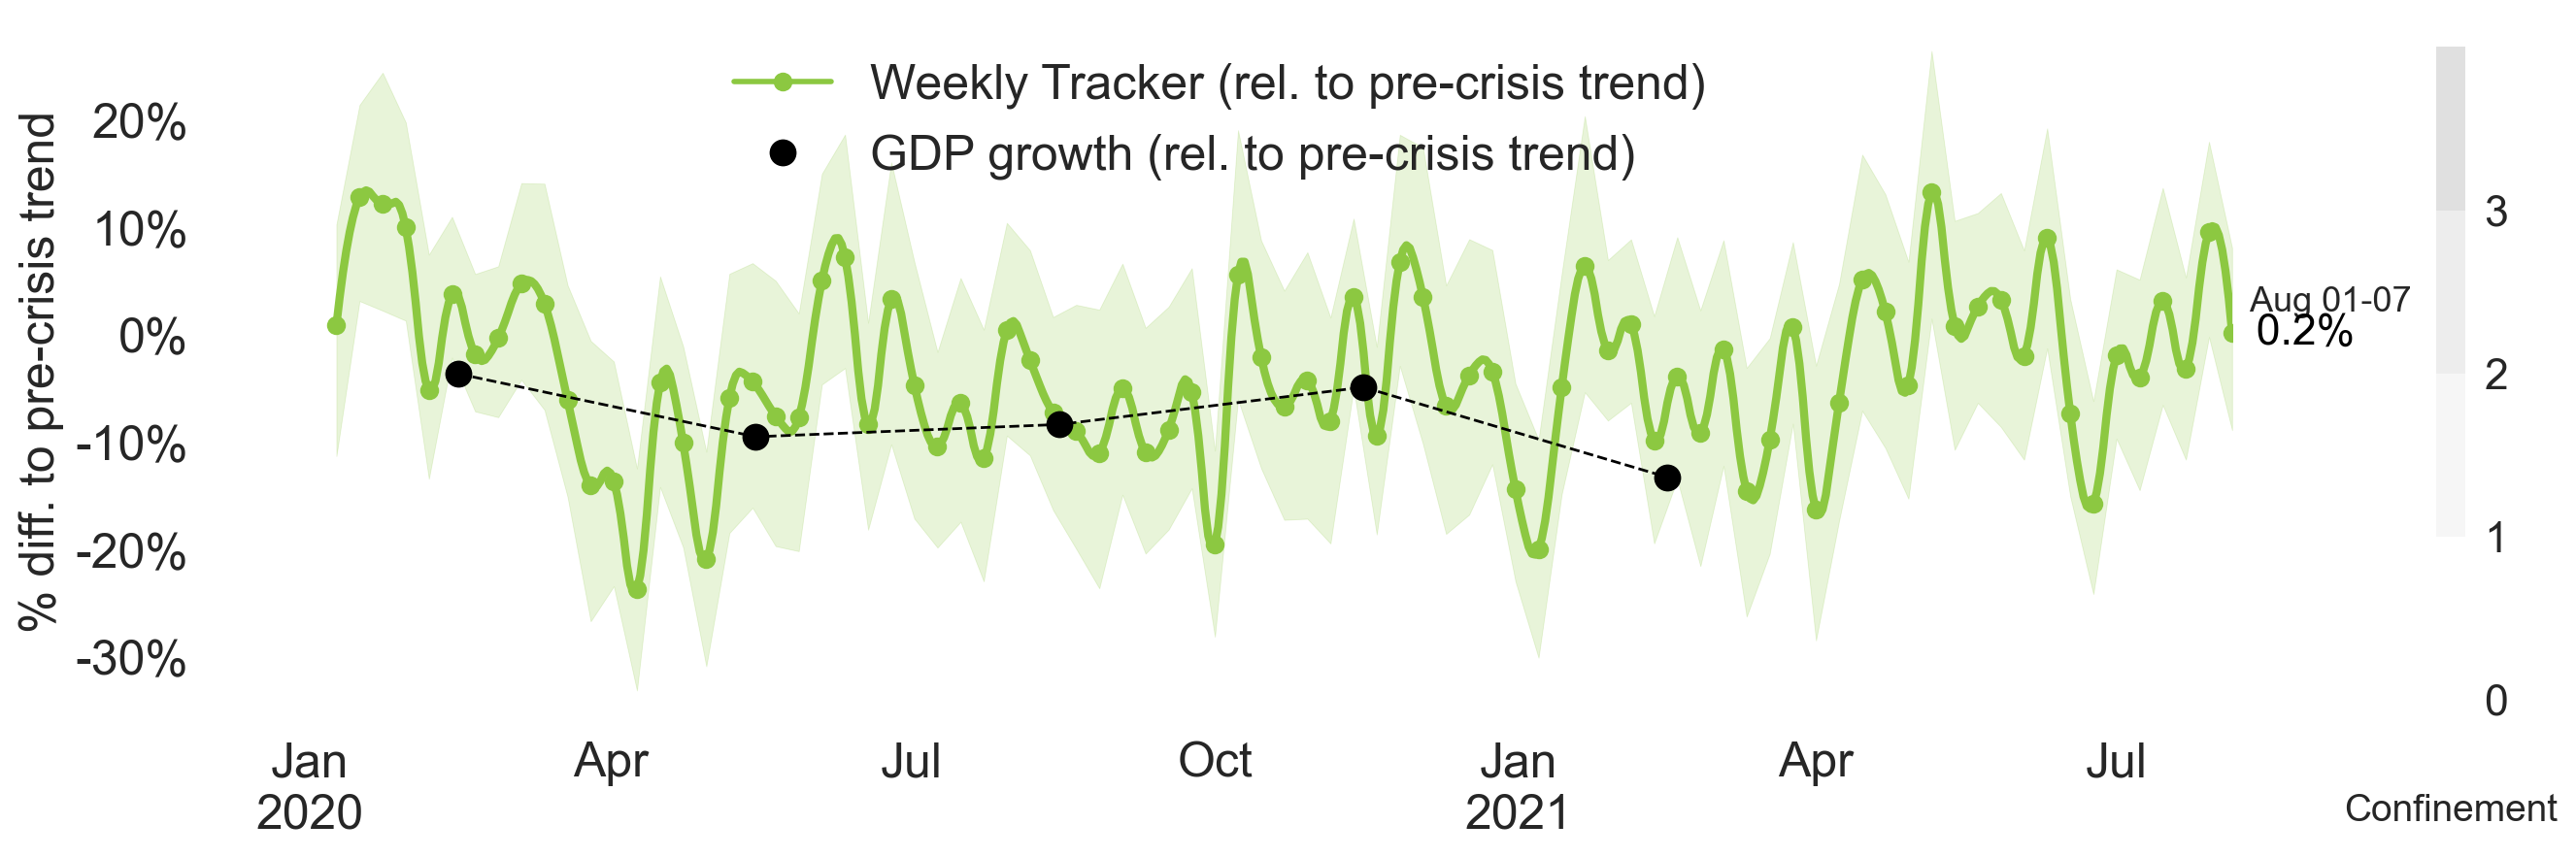 Weekly Tracker (rel. to pre-crisis trend)
GDP growth (rel. to pre-crisis trend)
% diff. to pre-crisis trend
20%
10%
0%
-10%
-20%
-30%
Jan
2020
Apr
Jul
Oct
Jan
2021
Apr
Jul
Aug 01-07
0.2%
3
2
1
0
Confinement